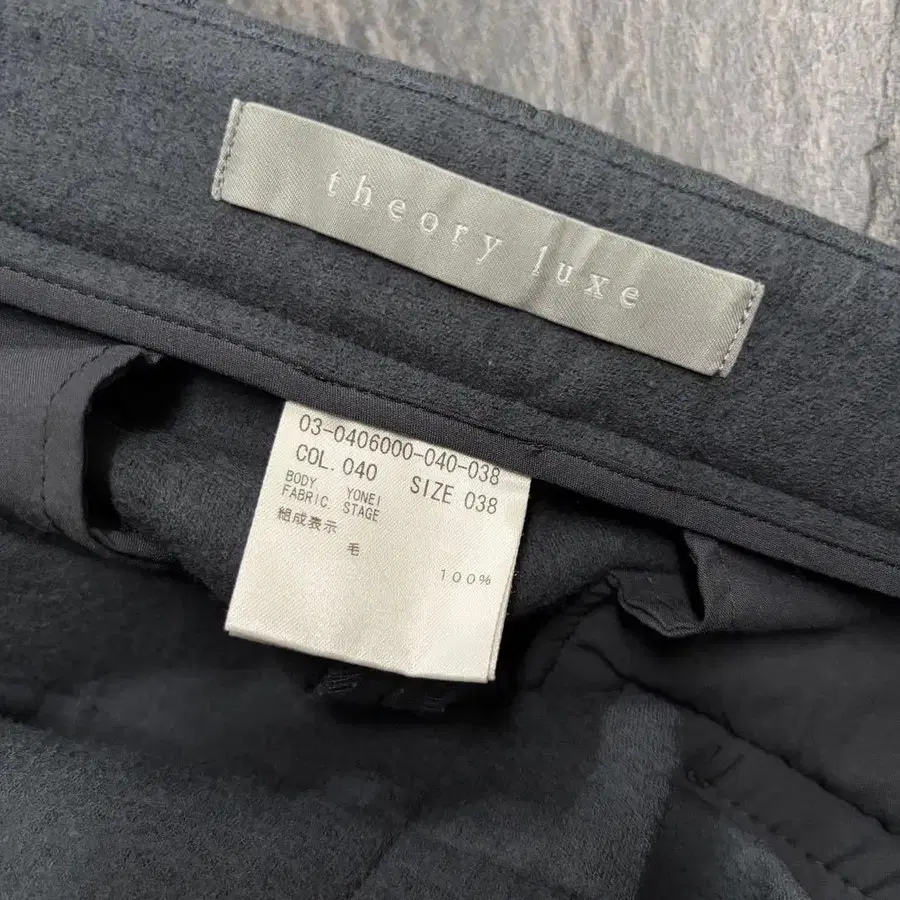 theory luxe
03-0406000-040-038
COL. 040 SIZE 038
BODY YONEI
FABRIC STAGE
組成表示
毛
100%